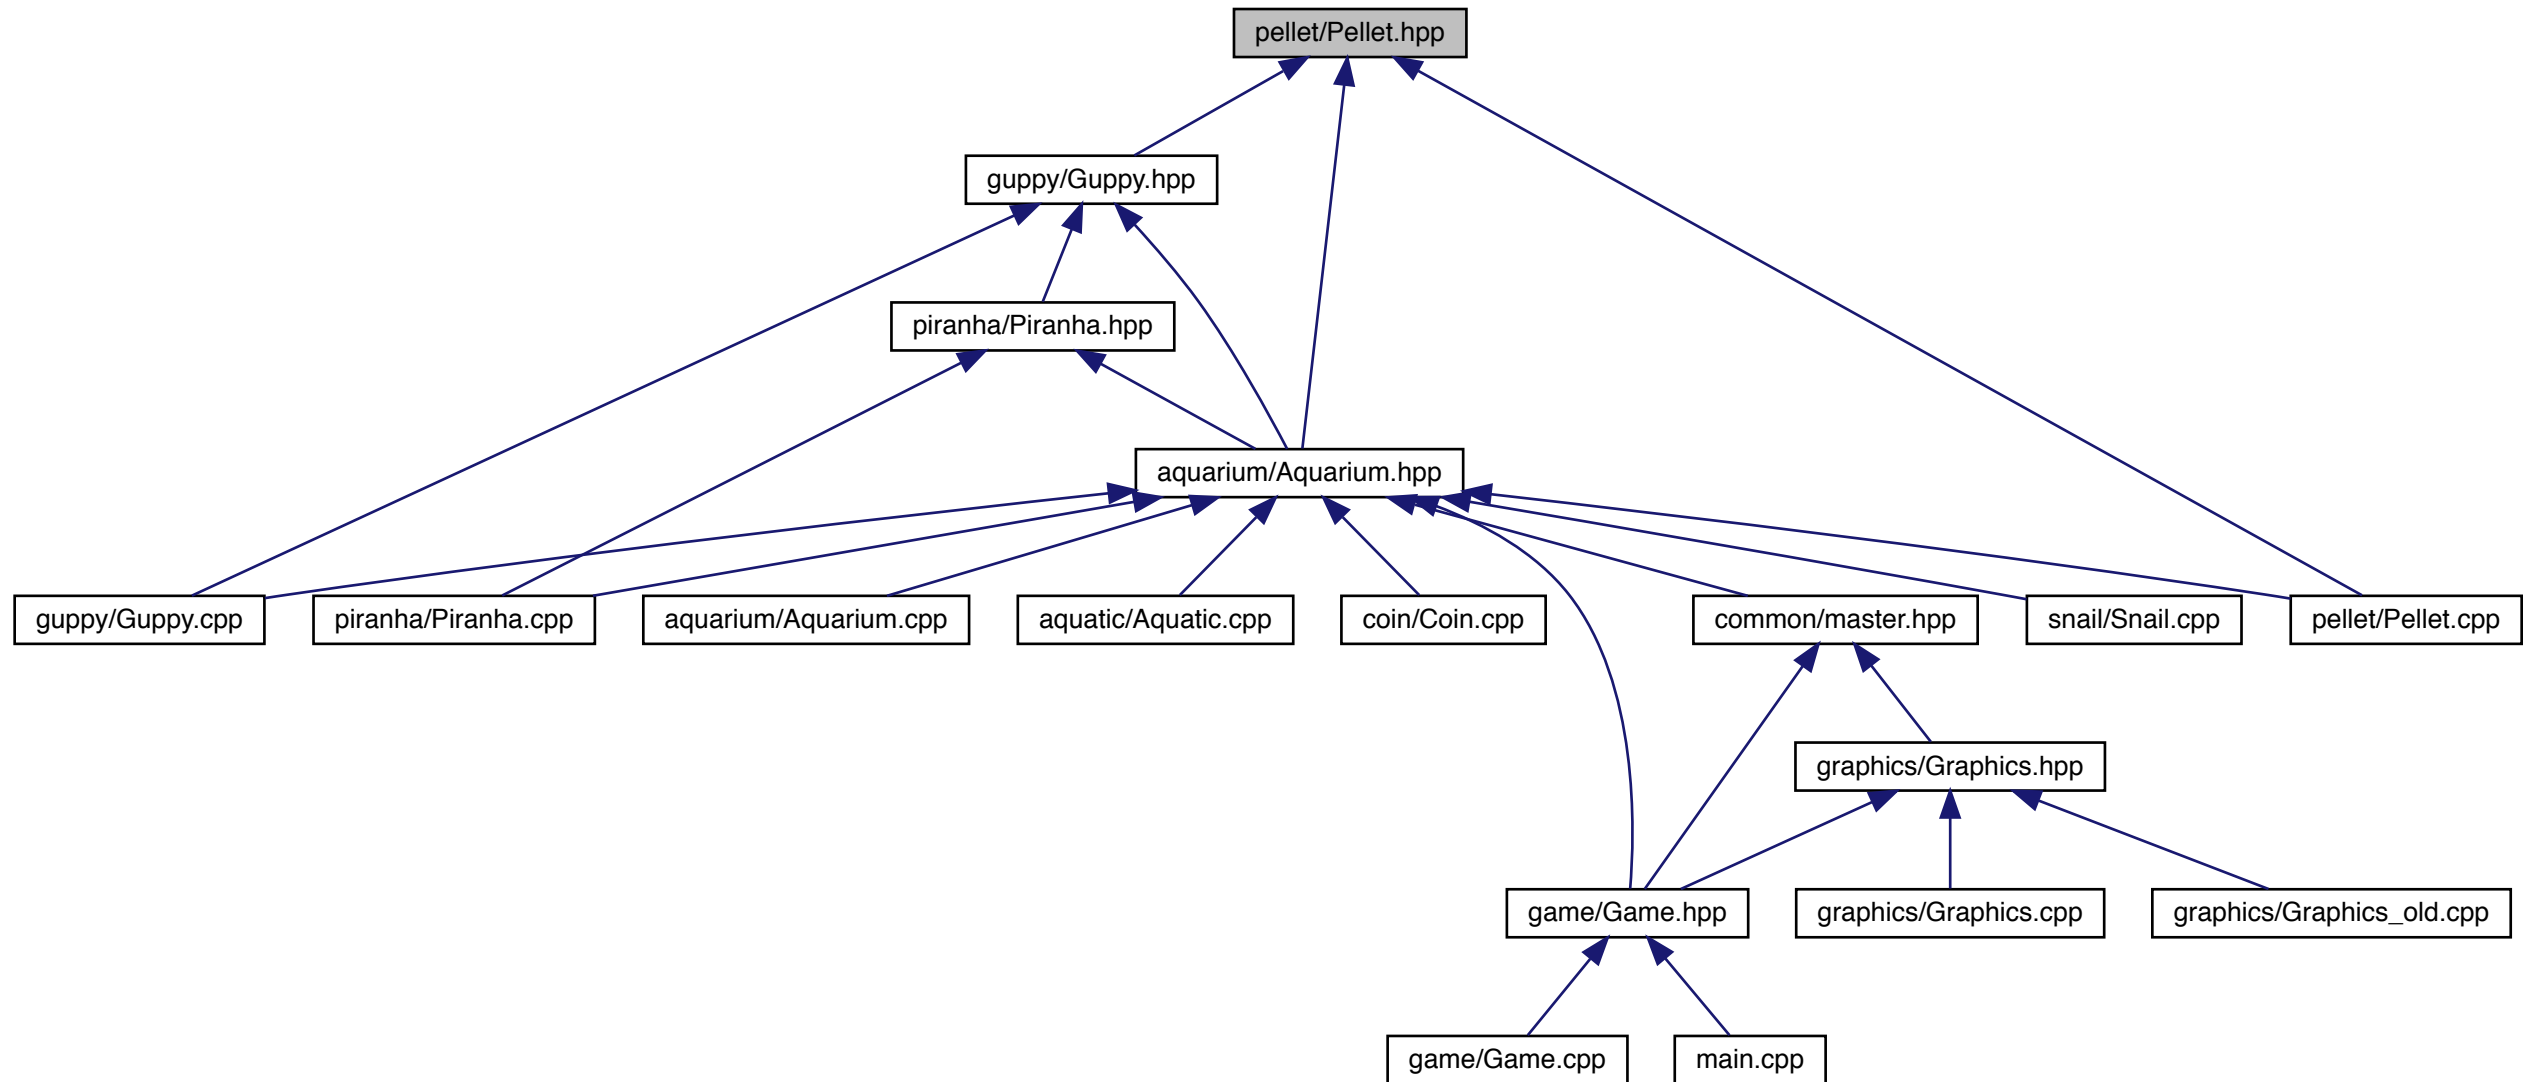 pellet/Pellet.hpp
guppy/Guppy.hpp
piranha/Piranha.hpp
aquarium/Aquarium.hpp
guppy/Guppy.cpp
piranha/Piranha.cpp
aquarium/Aquarium.cpp
aquatic/Aquatic.cpp
coin/Coin.cpp
common/master.hpp
snail/Snail.cpp
pellet/Pellet.cpp
graphics/Graphics.hpp
game/Game.hpp
graphics/Graphics.cpp
graphics/Graphics_old.cpp
game/Game.cpp
main.cpp